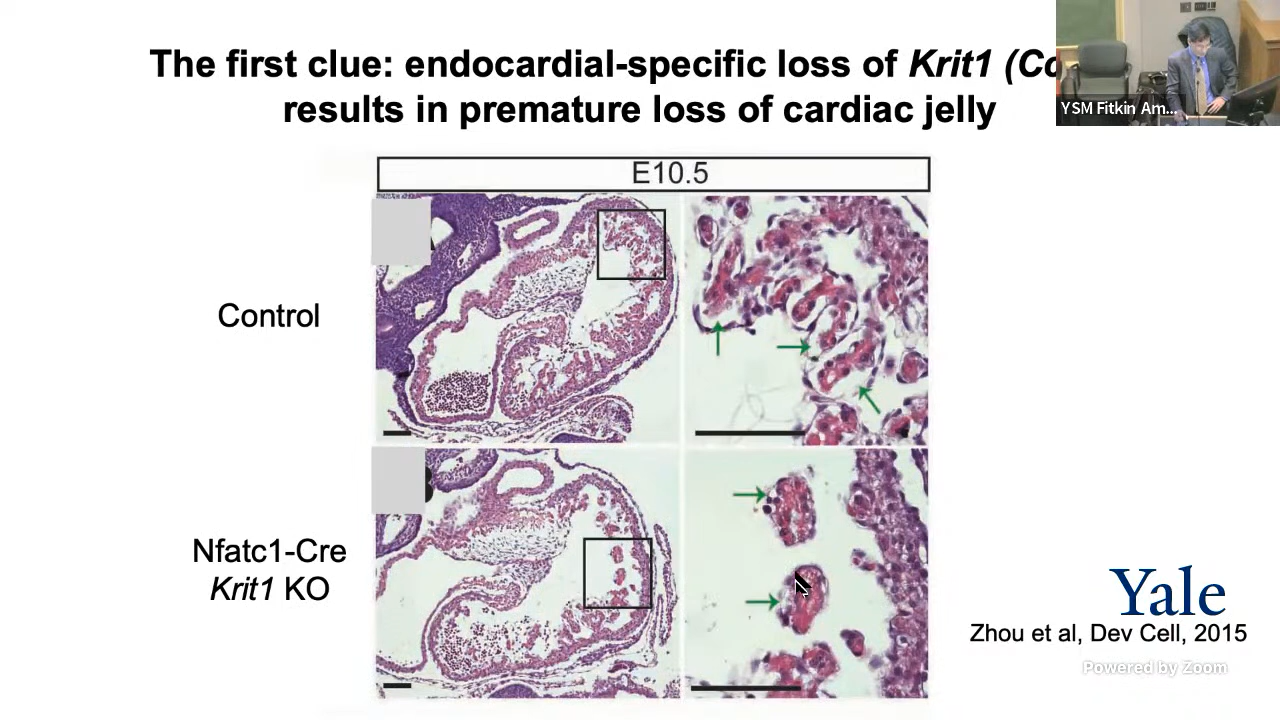 The first clue: endocardial-specific loss of Krit1 (Cc
results in premature loss of cardiac jelly
YSM Fitkin Am...
E10.5
Control
Nfatc1-Cre
Krit1 KO
Yale
Zhou et al, Dev Cell, 2015
Powered by Zoom